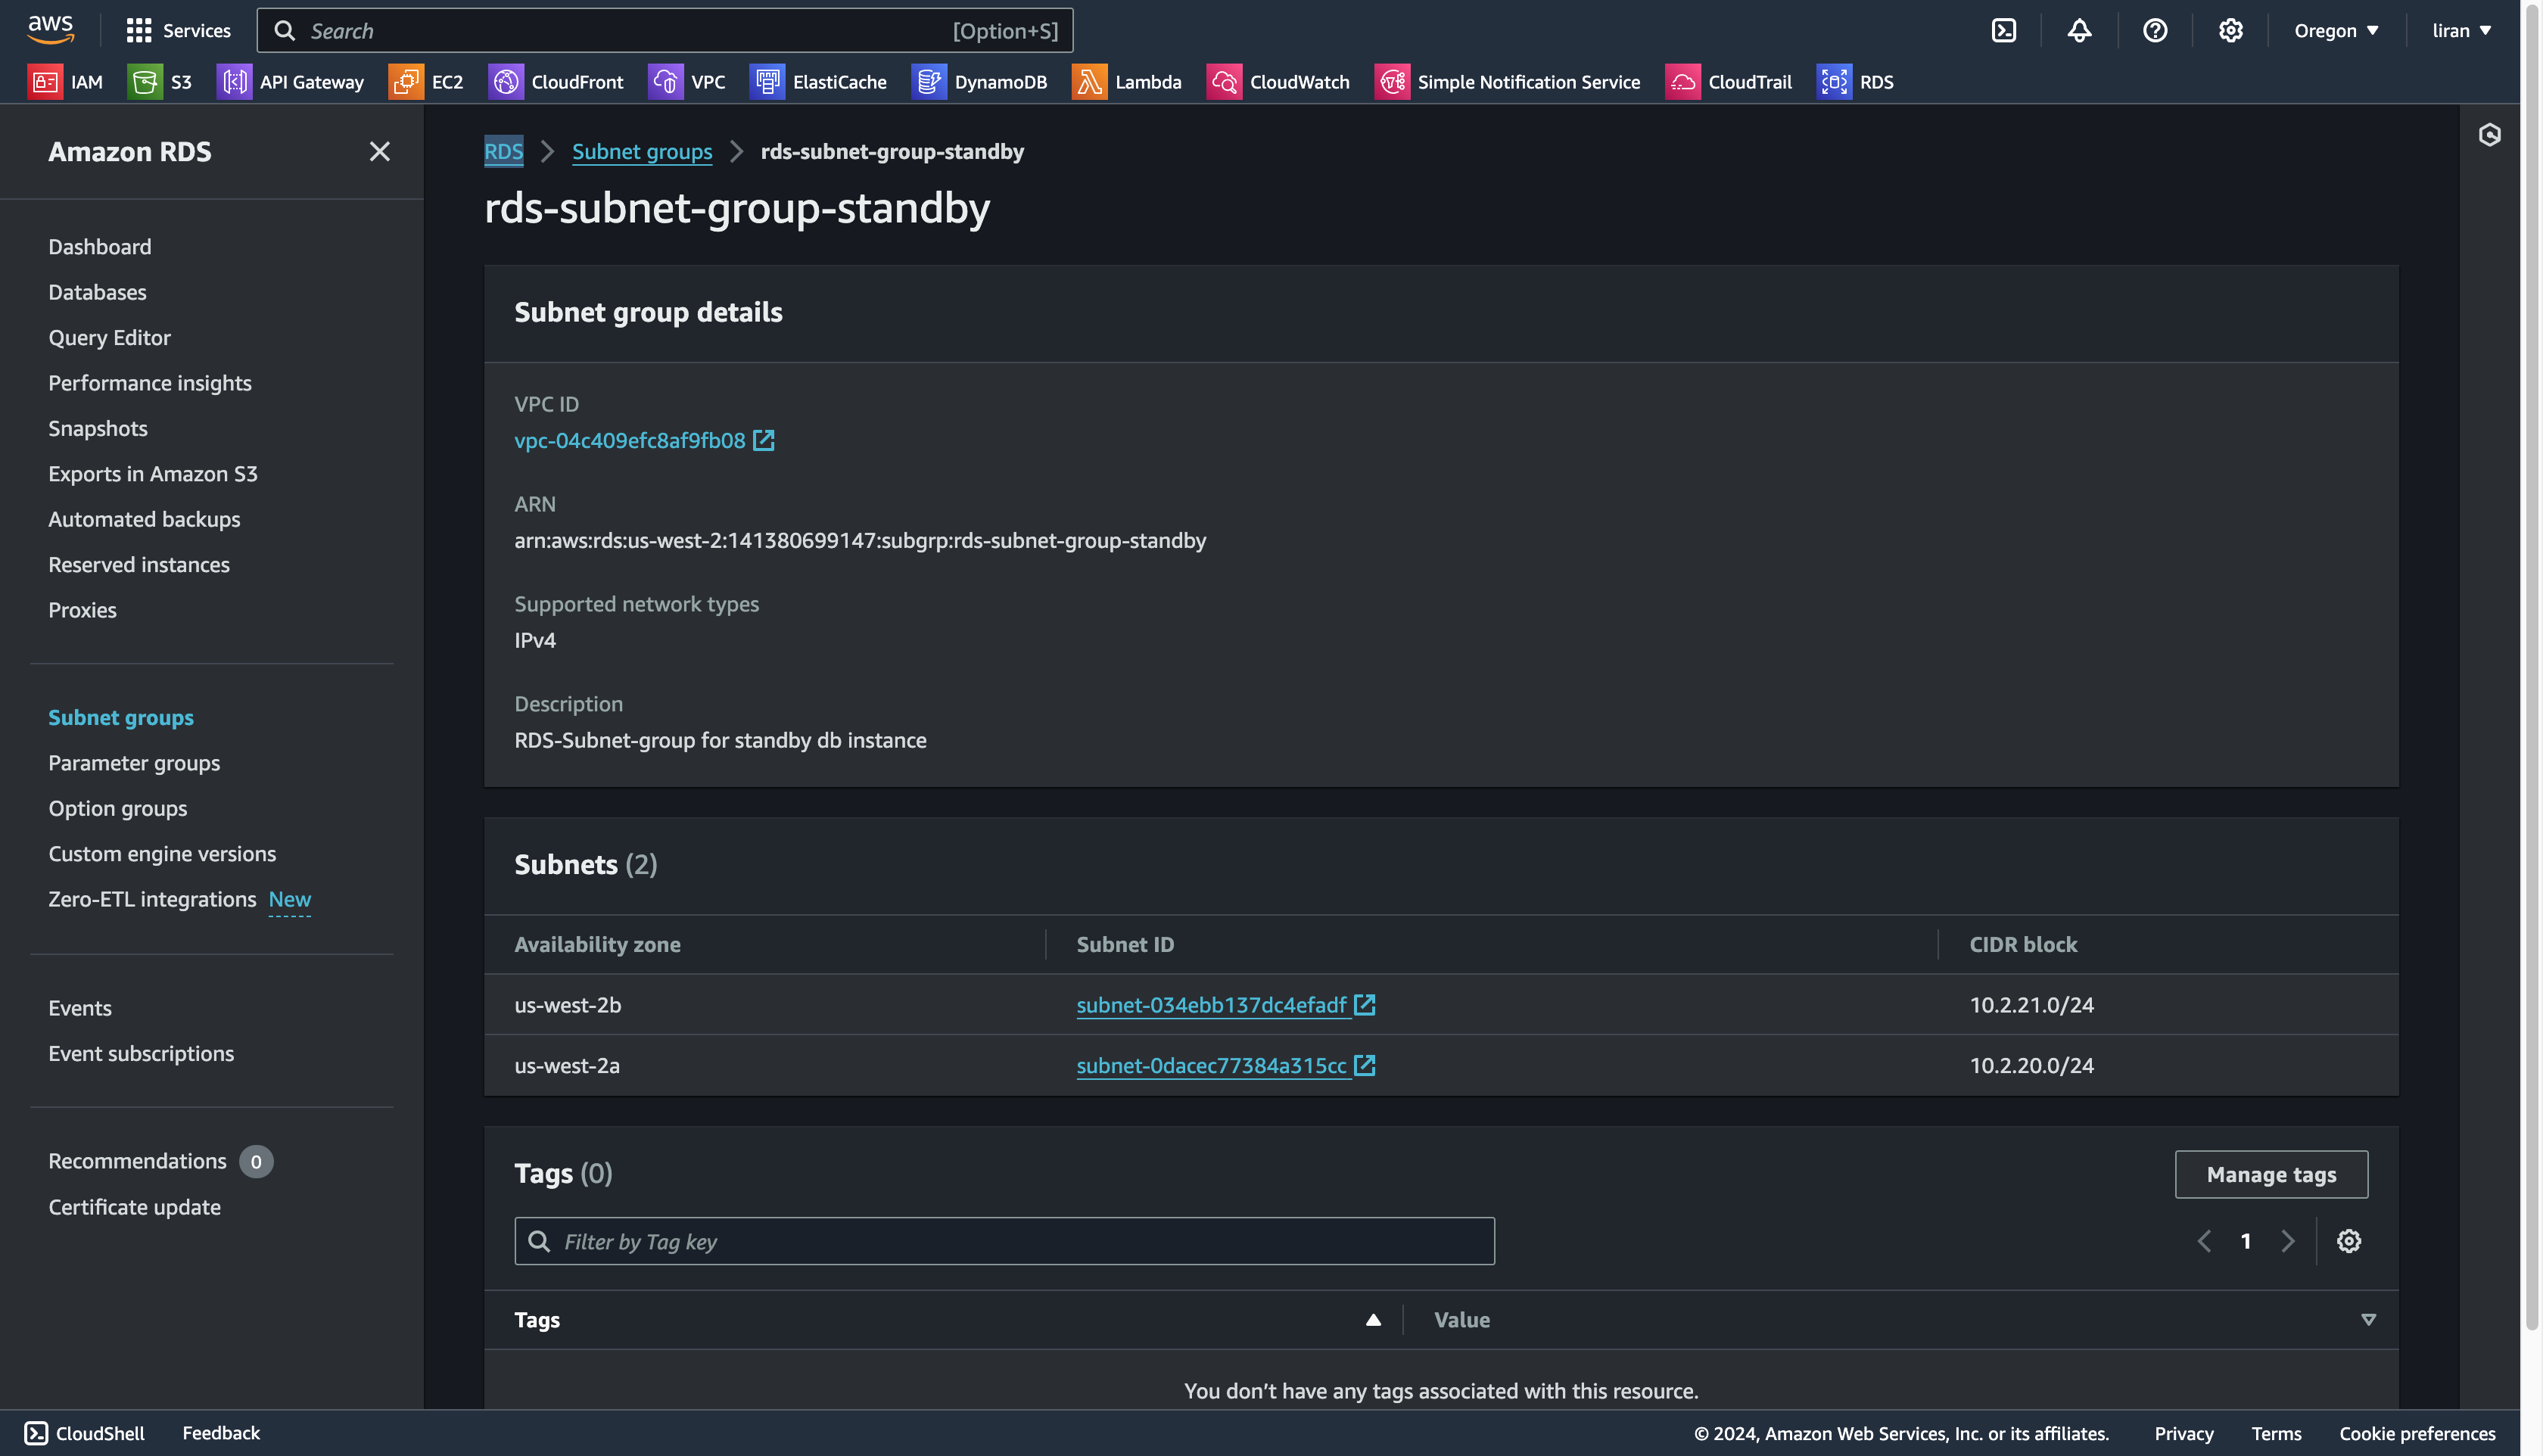 aws Services Search [Option+S] Oregon liran
IAM S3 API Gateway EC2 CloudFront VPC ElastiCache DynamoDB Lambda CloudWatch Simple Notification Service CloudTrail RDS
Amazon RDS
Dashboard
Databases
Query Editor
Performance insights
Snapshots
Exports in Amazon S3
Automated backups
Reserved instances
Proxies
Subnet groups
Parameter groups
Option groups
Custom engine versions
Zero-ETL integrations New
Events
Event subscriptions
Recommendations 0
Certificate update
RDS Subnet groups rds-subnet-group-standby
rds-subnet-group-standby
Subnet group details
VPC ID
vpc-04c409efc8af9fb08
ARN
arn:aws:rds:us-west-2:141380699147:subgrp:rds-subnet-group-standby
Supported network types
IPv4
Description
RDS-Subnet-group for standby db instance
Subnets (2)
Availability zone Subnet ID CIDR block
us-west-2b subnet-034ebb137dc4efadf 10.2.21.0/24
us-west-2a subnet-0dacec77384a315cc 10.2.20.0/24
Tags (0) Manage tags
Filter by Tag key 1
Tags Value
You don’t have any tags associated with this resource.
CloudShell Feedback © 2024, Amazon Web Services, Inc. or its affiliates. Privacy Terms Cookie preferences